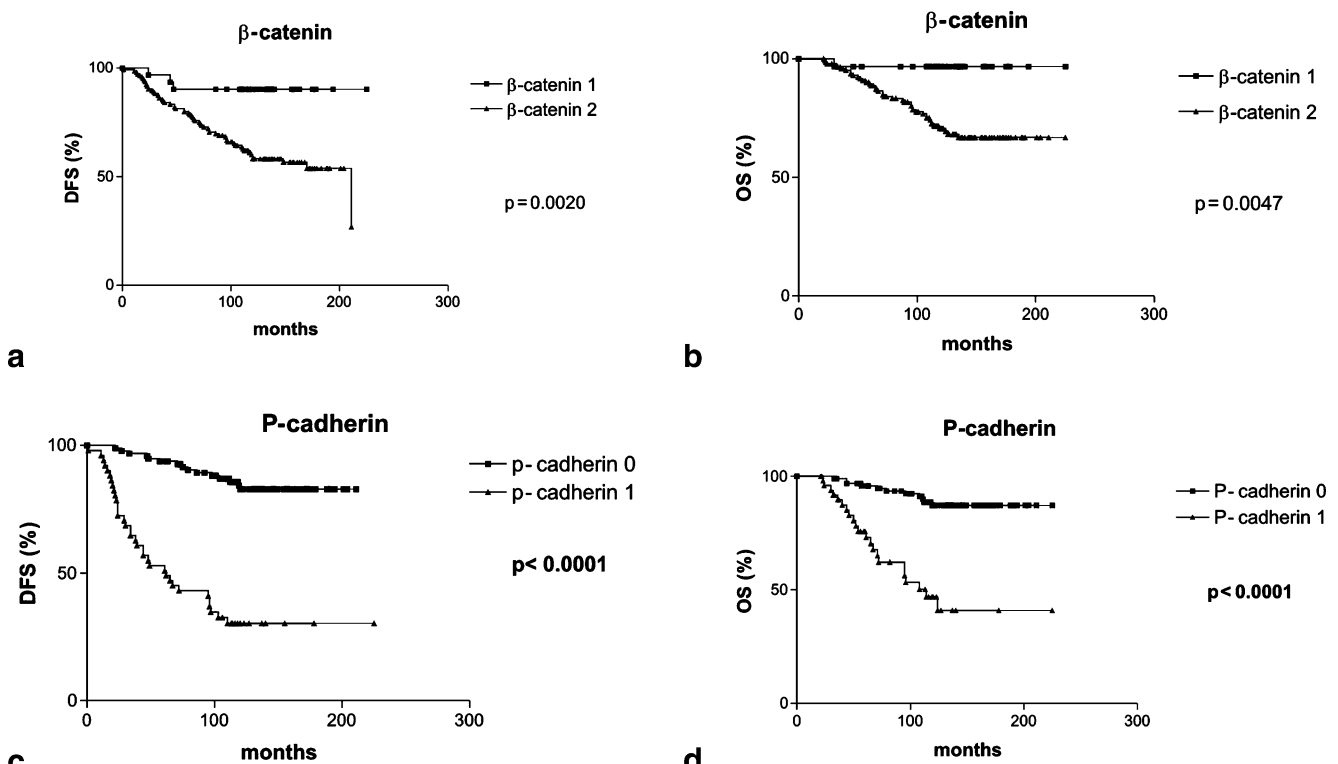 β-catenin
100
50
0
DFS (%)
0 100 200 300
months
β-catenin 1
β-catenin 2
p=0.0020
a
β-catenin
100
50
0
OS (%)
0 100 200 300
months
β-catenin 1
β-catenin 2
p=0.0047
b
P-cadherin
100
50
0
DFS (%)
0 100 200 300
months
p-cadherin 0
p-cadherin 1
p<0.0001
c
P-cadherin
100
50
0
OS (%)
0 100 200 300
months
P-cadherin 0
P-cadherin 1
p<0.0001
d